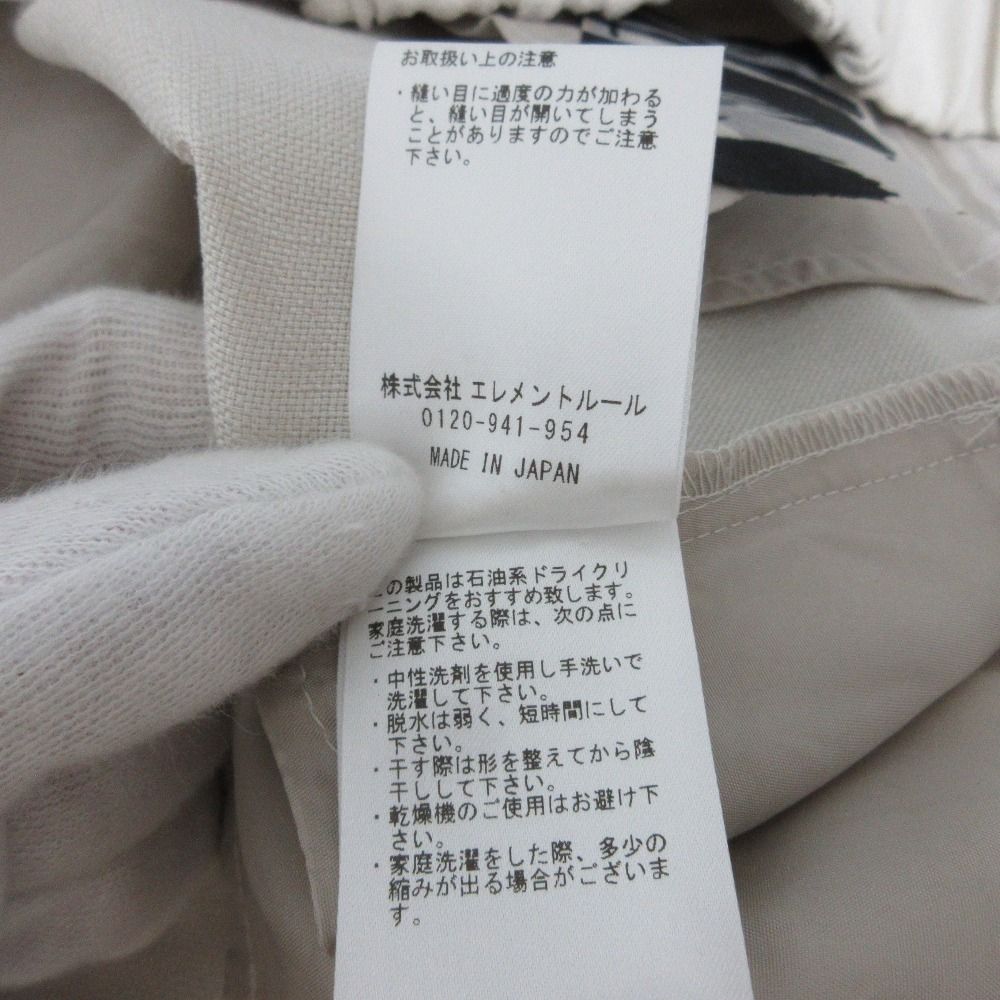 お取扱い上の注意
・縫い目に過度の力が加わる
と、縫い目が開いてしまう
ことがありますのでご注意
下さい。
株式会社 エレメントルール
0120-941-954
MADE IN JAPAN
この製品は石油系ドライクリ
ーニングをおすすめ致します。
家庭洗濯する際は、次の点に
ご注意下さい。
・中性洗剤を使用し手洗いで
洗濯して下さい。
・脱水は弱く、短時間にして
下さい。
・干す際は形を整えてから陰
干しして下さい。
・乾燥機のご使用はお避け下
さい。
・家庭洗濯をした際、多少の
縮みが出る場合がございま
す。